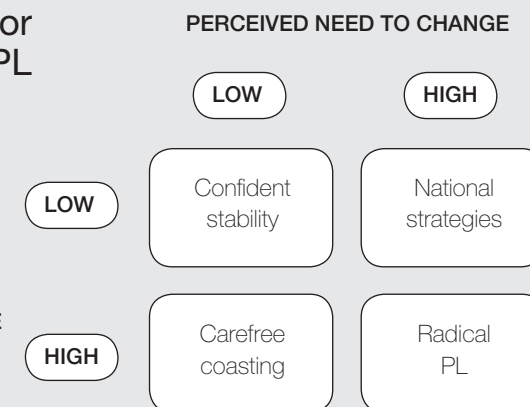 or
PL
PERCEIVED NEED TO CHANGE
LOW
HIGH
LOW
Confident
stability
National
strategies
E
HIGH
Carefree
coasting
Radical
PL